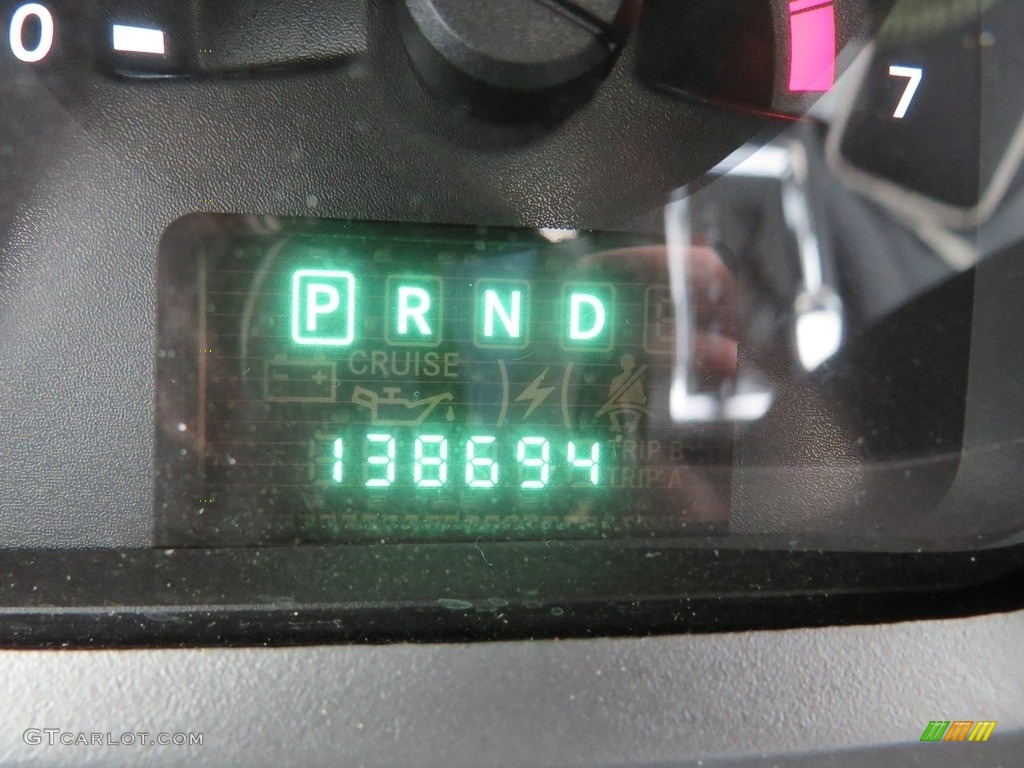 0
7
P R N D
CRUISE
138694
TRIP B
TRIP A
GTCARLOT.COM